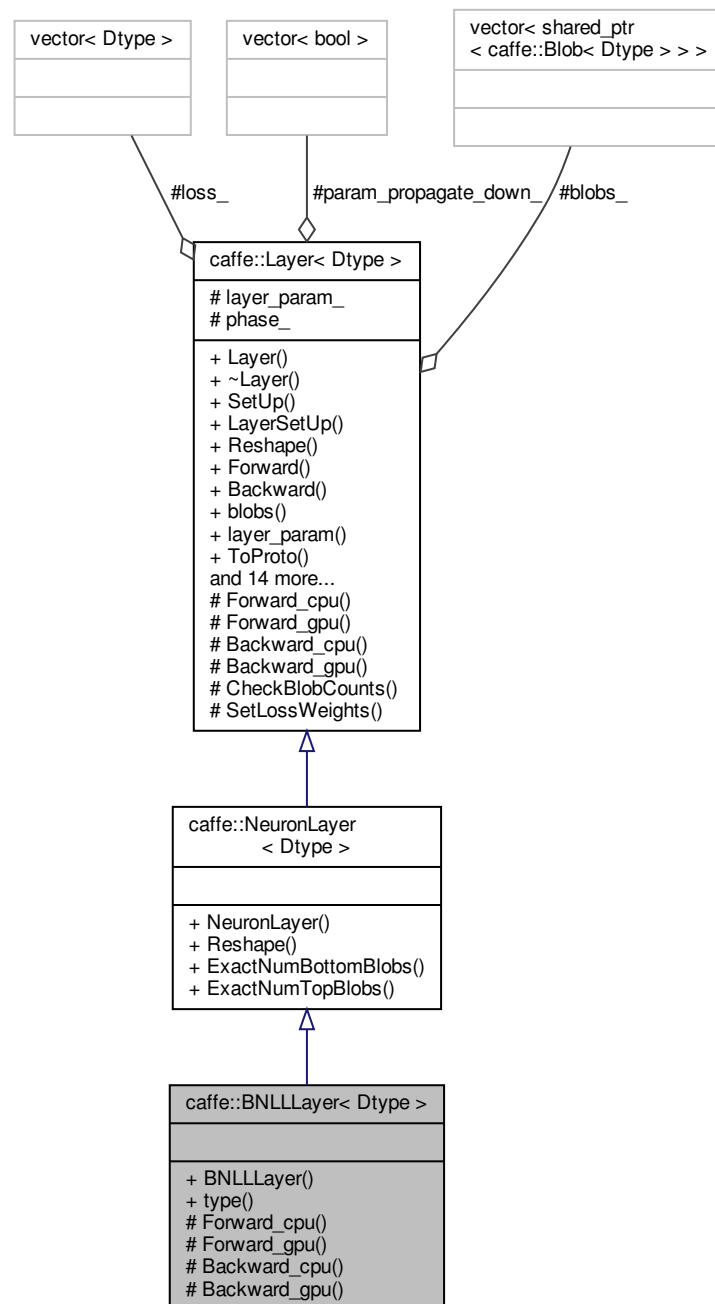 vector< Dtype >
vector< bool >
vector< shared_ptr
< caffe::Blob< Dtype > > >
#loss_
#param_propagate_down_
#blobs_
caffe::Layer< Dtype >
# layer_param_
# phase_
+ Layer()
+ ~Layer()
+ SetUp()
+ LayerSetUp()
+ Reshape()
+ Forward()
+ Backward()
+ blobs()
+ layer_param()
+ ToProto()
and 14 more...
# Forward_cpu()
# Forward_gpu()
# Backward_cpu()
# Backward_gpu()
# CheckBlobCounts()
# SetLossWeights()
caffe::NeuronLayer
< Dtype >
+ NeuronLayer()
+ Reshape()
+ ExactNumBottomBlobs()
+ ExactNumTopBlobs()
caffe::BNLLLayer< Dtype >
+ BNLLLayer()
+ type()
# Forward_cpu()
# Forward_gpu()
# Backward_cpu()
# Backward_gpu()